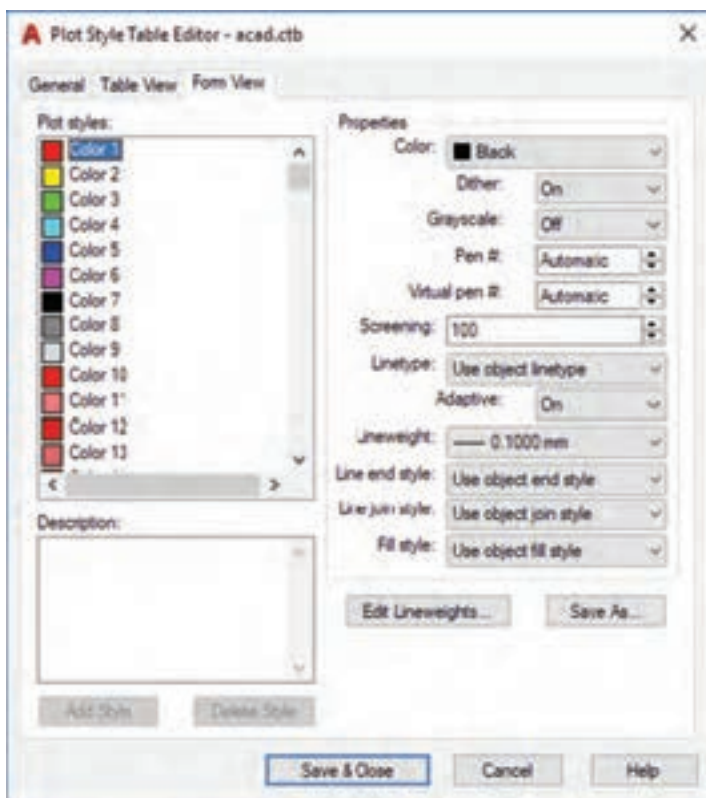 Plot Style Table Editor - acad.ctb
General Table View Form View
Plot styles:
Color 1
Color 2
Color 3
Color 4
Color 5
Color 6
Color 7
Color 8
Color 9
Color 10
Color 11
Color 12
Color 13
Description:
Add Style Delete Style
Properties
Color: Black
Dither: On
Grayscale: Off
Pen #: Automatic
Virtual pen #: Automatic
Screening: 100
Linetype: Use object linetype
Adaptive: On
Lineweight: 0.1000 mm
Line end style: Use object end style
Line join style: Use object join style
Fill style: Use object fill style
Edit Lineweights... Save As...
Save & Close Cancel Help